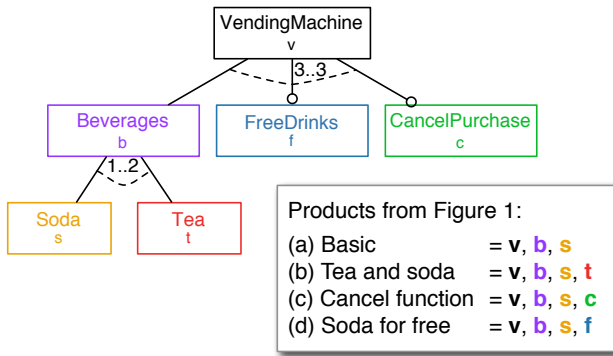 VendingMachine
v
3..3
Beverages
b
FreeDrinks
f
CancelPurchase
c
1..2
Soda
s
Tea
t
Products from Figure 1:
(a) Basic = v, b, s
(b) Tea and soda = v, b, s, t
(c) Cancel function = v, b, s, c
(d) Soda for free = v, b, s, f